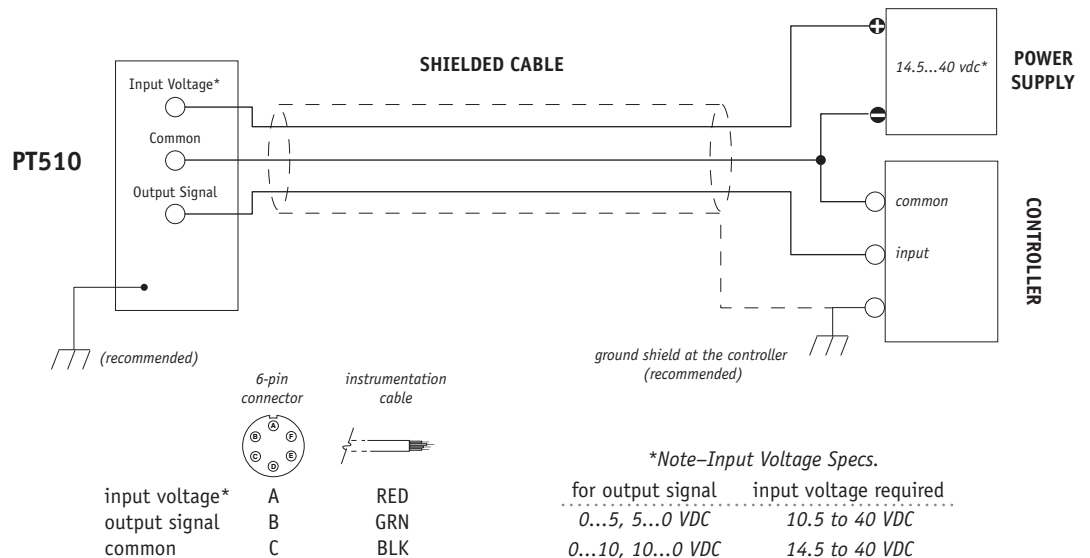 SHIELDED CABLE
14.5...40 vdc*
POWER
SUPPLY
PT510
Input Voltage*
Common
Output Signal
common
input
CONTROLLER
(recommended)
ground shield at the controller
(recommended)
6-pin
connector
instrumentation
cable
A
B
F
C
E
D
input voltage* A RED
output signal B GRN
common C BLK
*Note–Input Voltage Specs.
for output signal input voltage required
0...5, 5...0 VDC 10.5 to 40 VDC
0...10, 10...0 VDC 14.5 to 40 VDC